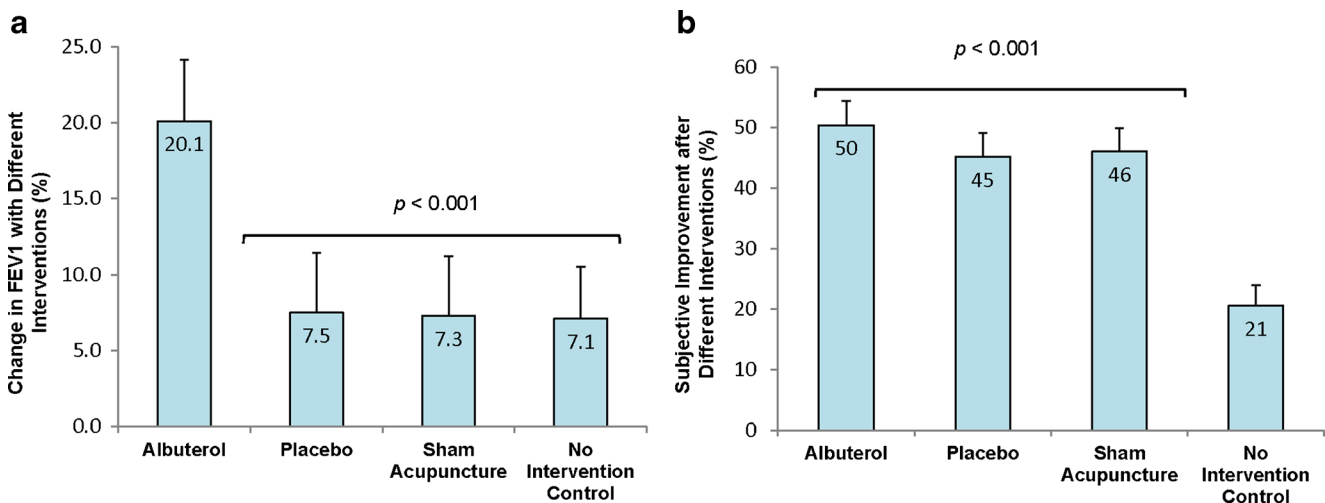 a
Change in FEV1 with Different
Interventions (%)
25.0
20.0
15.0
10.0
5.0
0.0
p < 0.001
20.1
7.5
7.3
7.1
Albuterol
Placebo
Sham
Acupuncture
No
Intervention
Control
b
Subjective Improvement after
Different Interventions (%)
60
50
40
30
20
10
0
p < 0.001
50
45
46
21
Albuterol
Placebo
Sham
Acupuncture
No
Intervention
Control